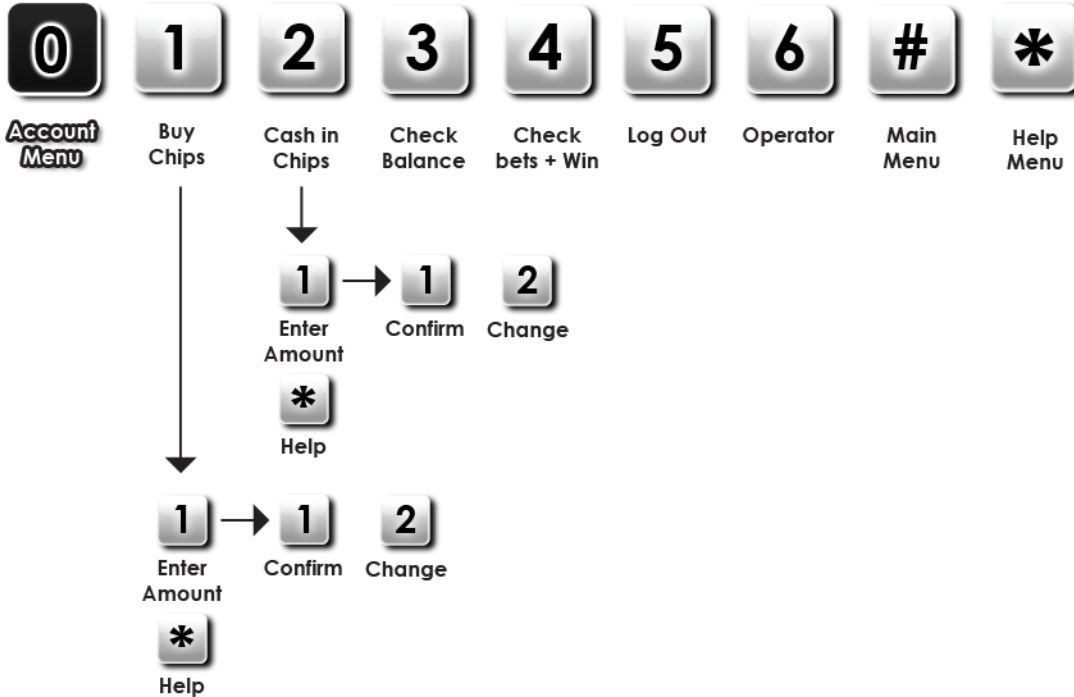 0 1 2 3 4 5 6 # *
Account Buy Cash in Check Check Log Out Operator Main Help
Menu Chips Chips Balance bets + Win Menu Menu
1 1 2
Enter Confirm Change
Amount
*
Help
1 1 2
Enter Confirm Change
Amount
*
Help